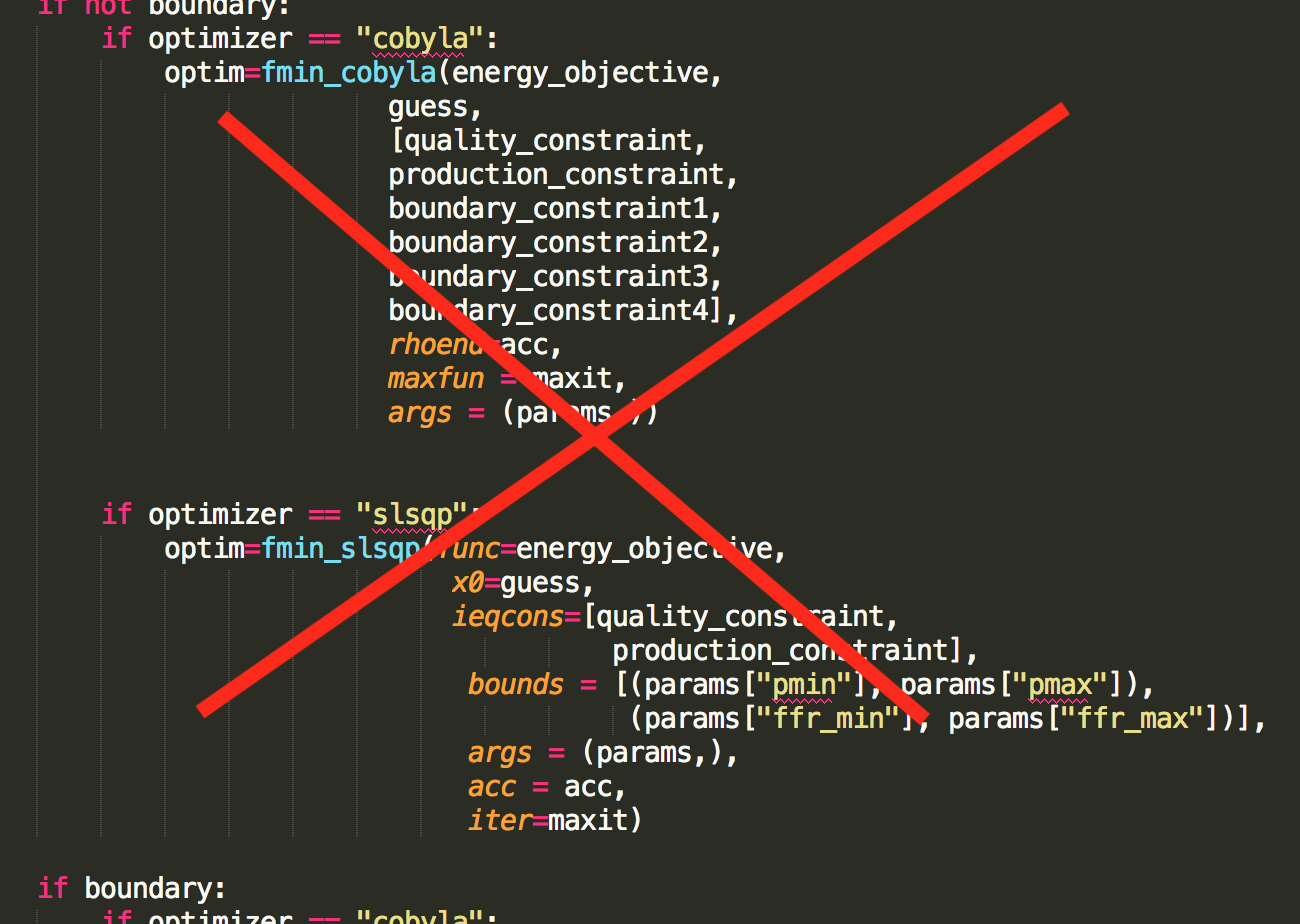 if not boundary:
if optimizer == "cobyla":
optim=fmin_cobyla(energy_objective,
guess,
[quality_constraint,
production_constraint,
boundary_constraint1,
boundary_constraint2,
boundary_constraint3,
boundary_constraint4],
rhoend=acc,
maxfun = maxit,
args = (params,))
if optimizer == "slsqp":
optim=fmin_slsqp(func=energy_objective,
x0=guess,
ieqcons=[quality_constraint,
production_constraint],
bounds = [(params["pmin"], params["pmax"]),
(params["ffr_min"], params["ffr_max"])],
args = (params,),
acc = acc,
iter=maxit)
if boundary:
if optimizer == "cobyla":